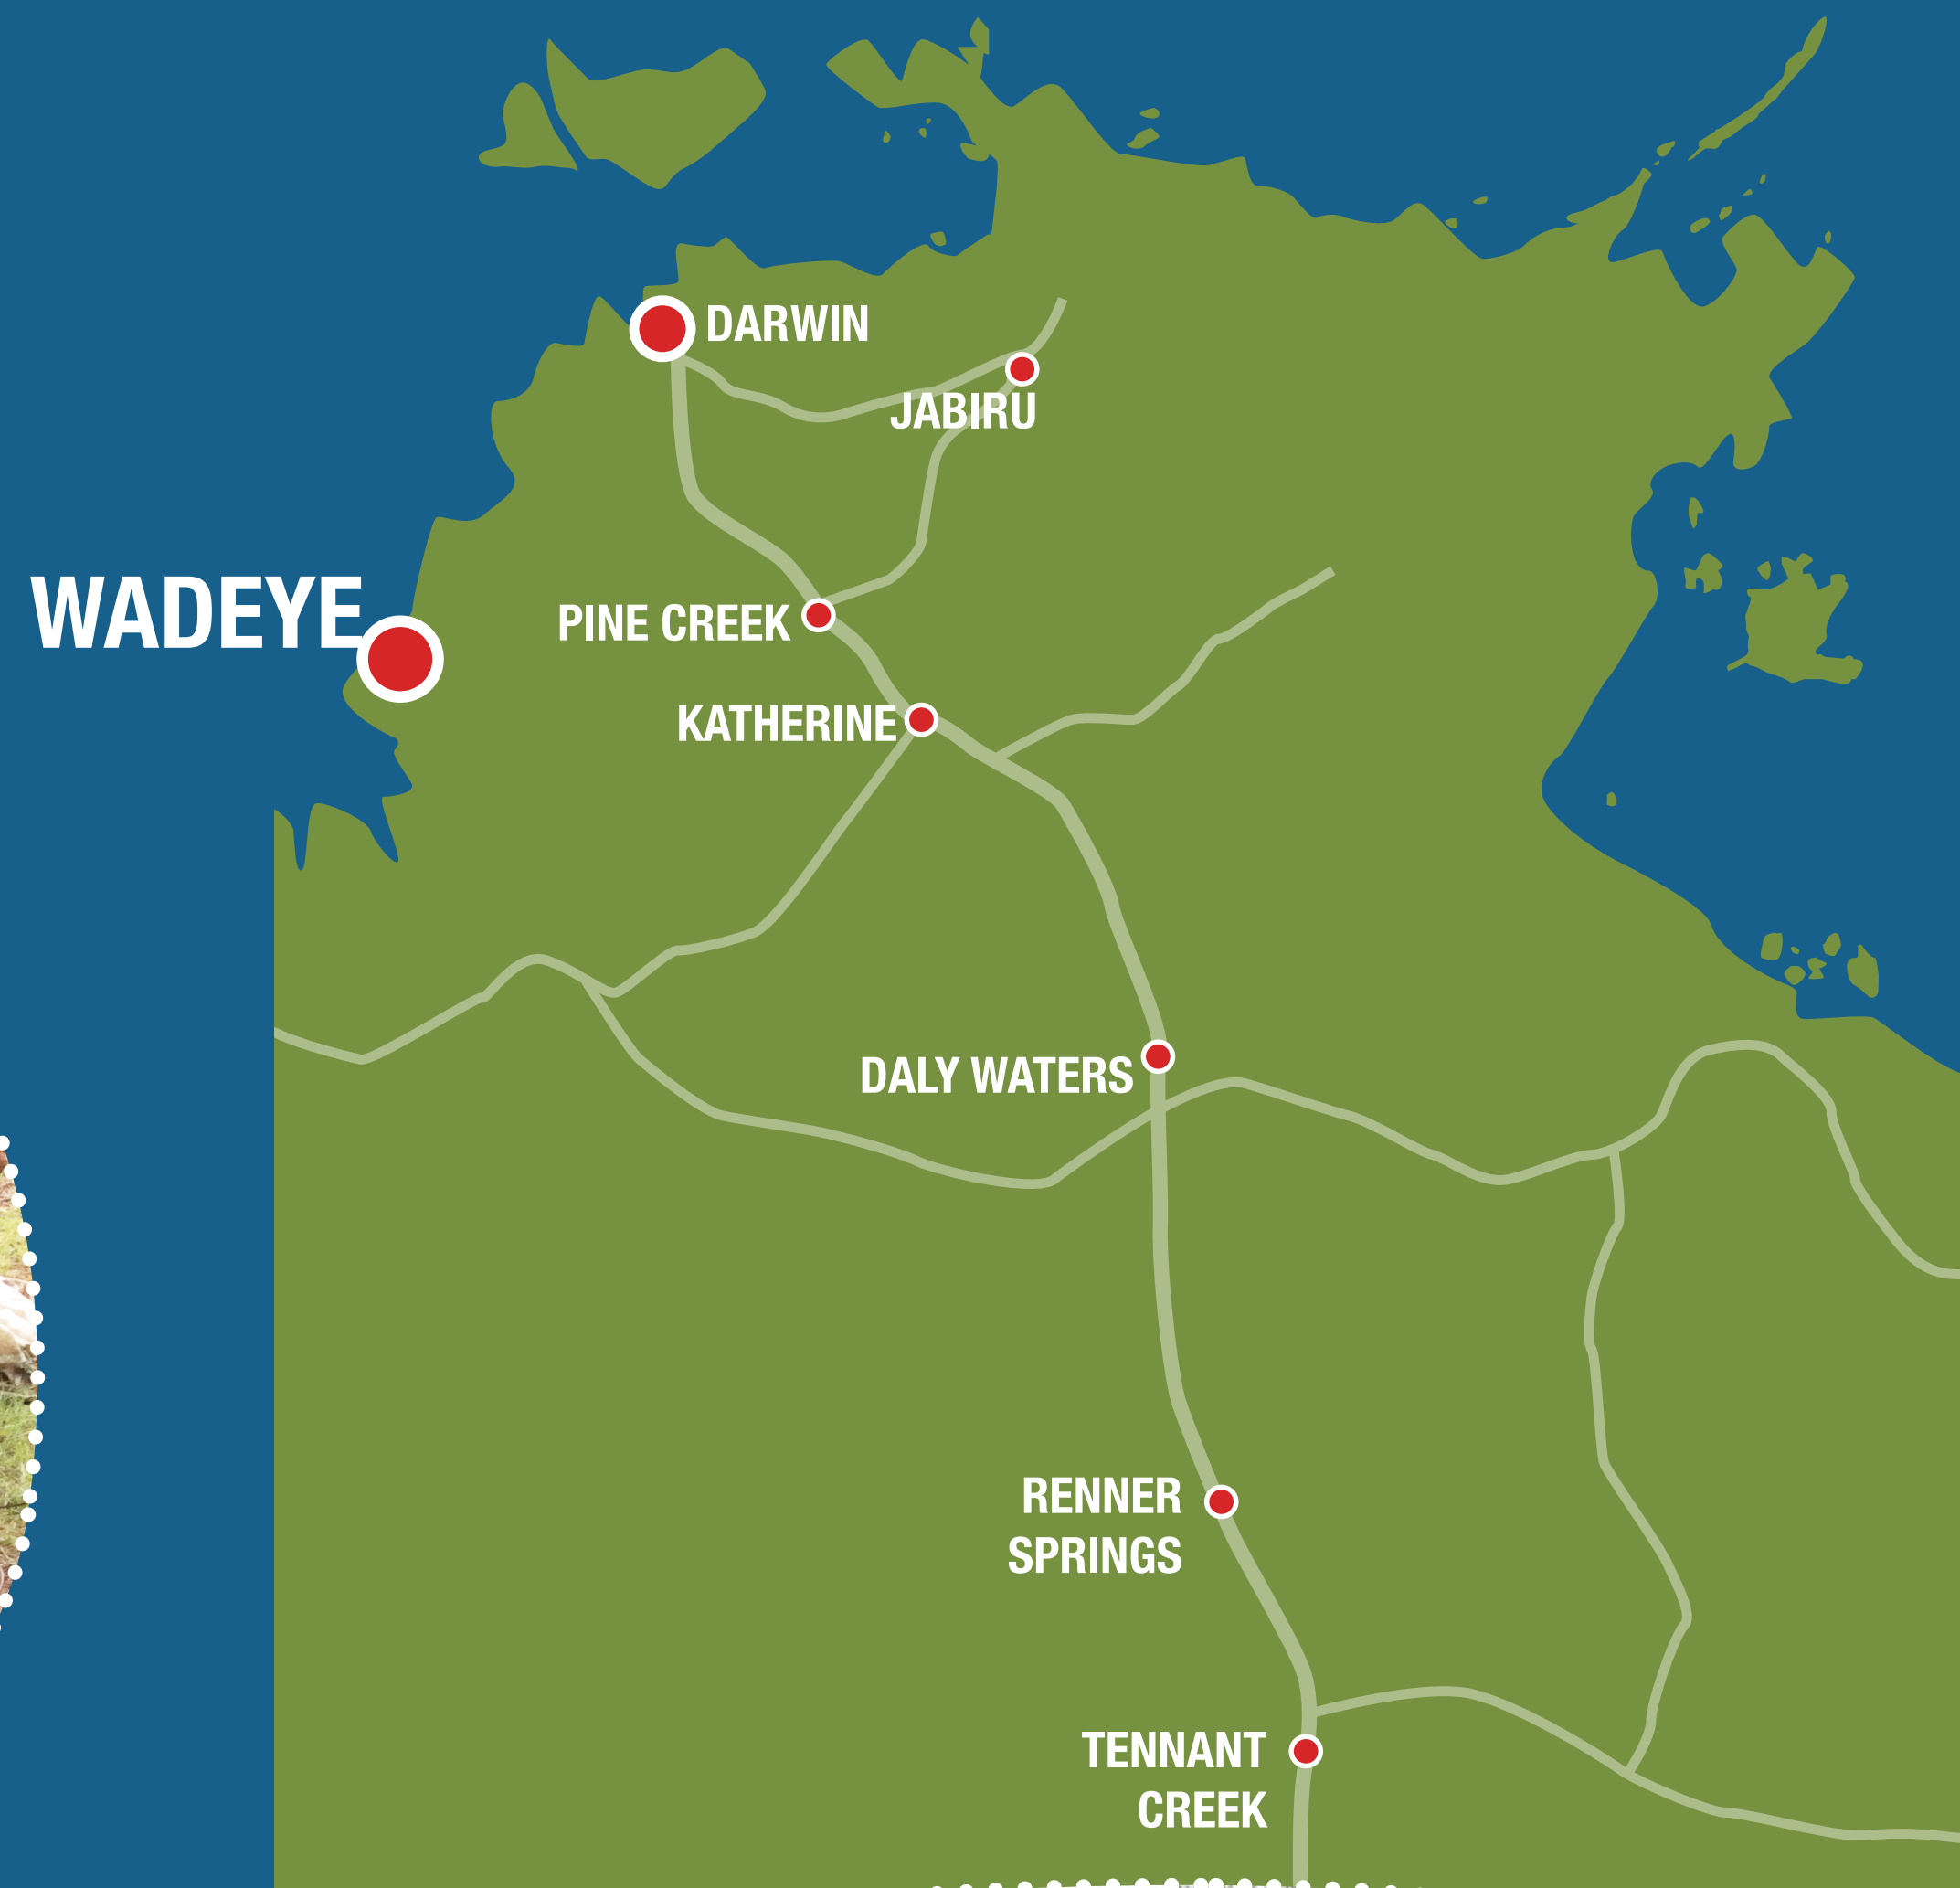 DARWIN
JABIRU
WADEYE
PINE CREEK
KATHERINE
DALY WATERS
RENNER
SPRINGS
TENNANT
CREEK